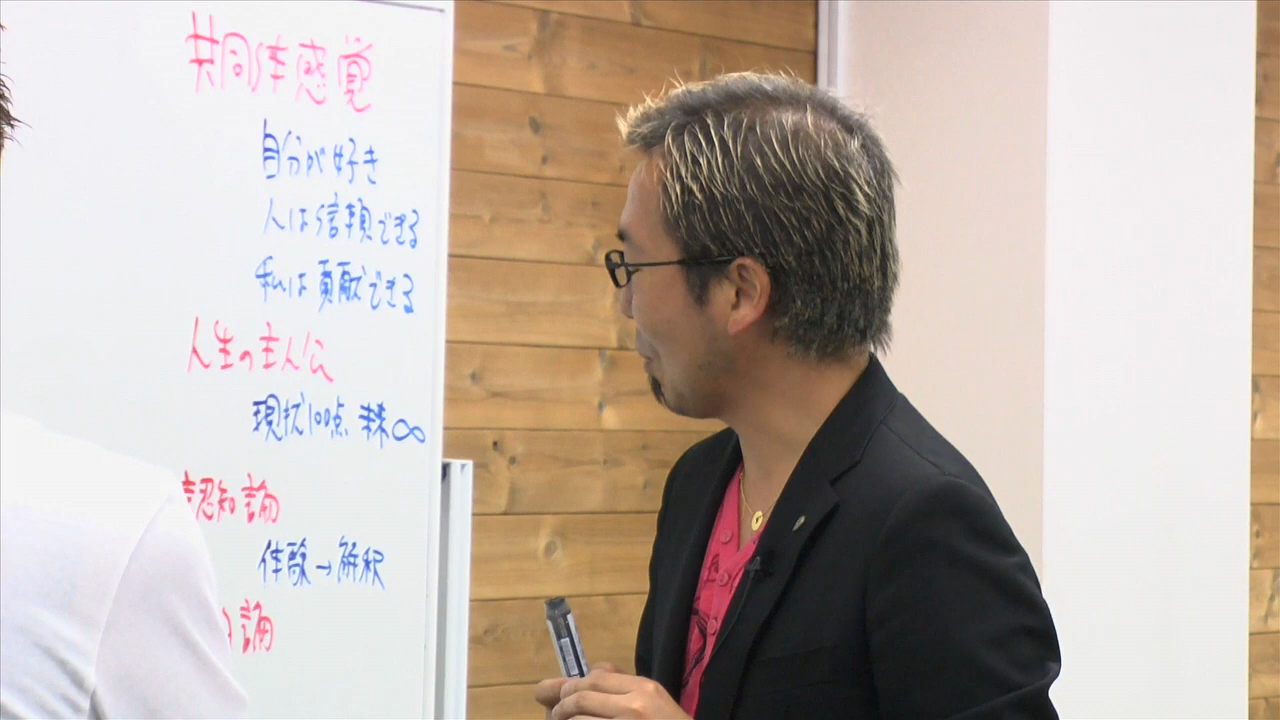 共同体感覚
自分が好き
人は信頼できる
私は貢献できる
人生の主人公
現状100点 未来∞
認知論
体験→解釈
論